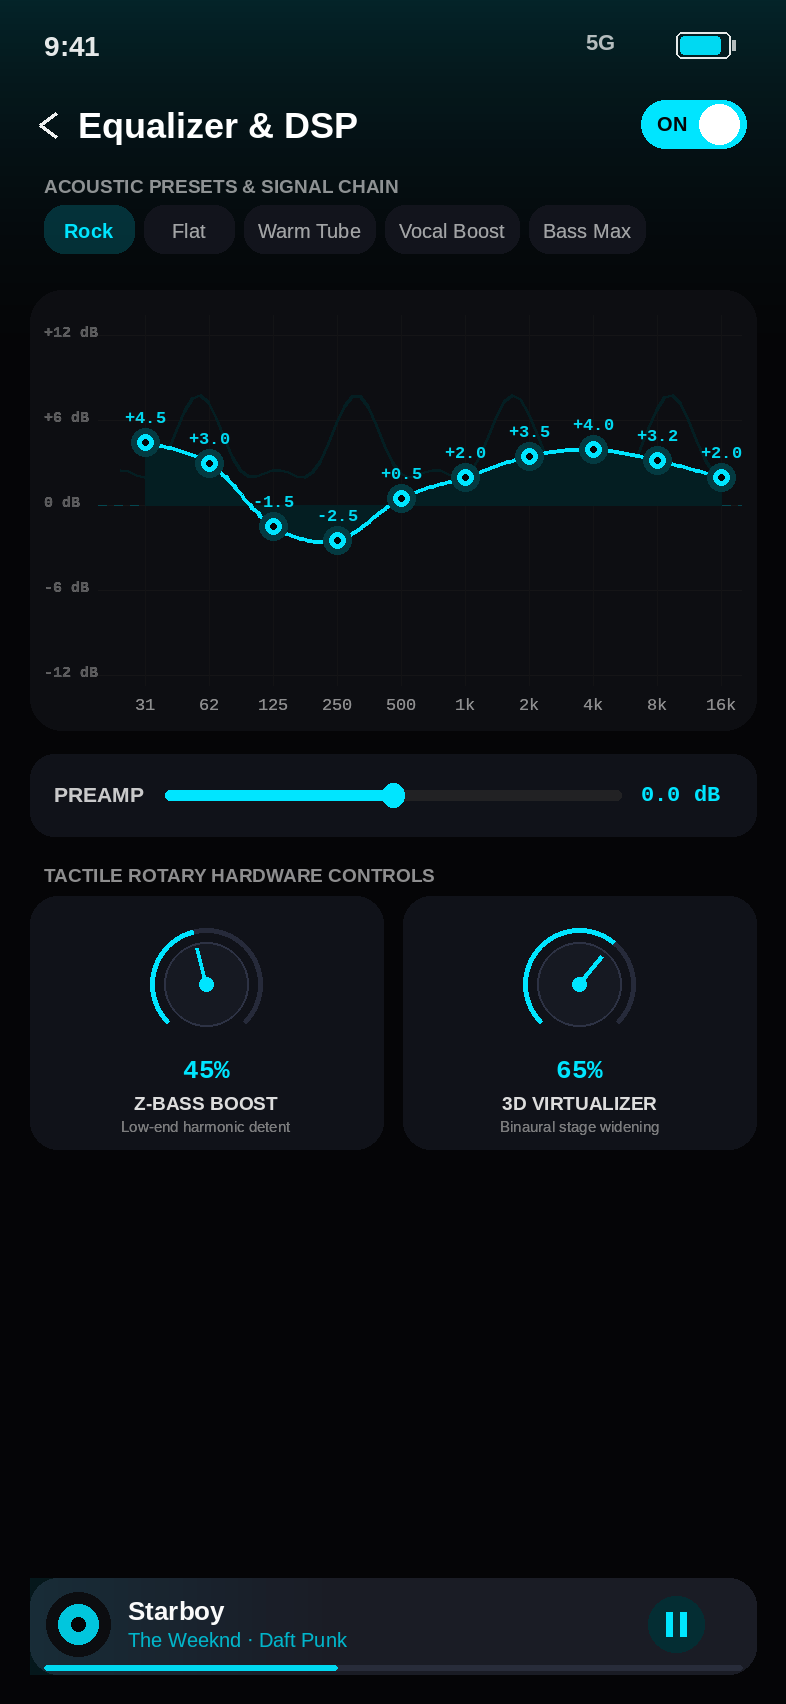 9:41
5G
Equalizer & DSP
ON
ACOUSTIC PRESETS & SIGNAL CHAIN
Rock
Flat
Warm Tube
Vocal Boost
Bass Max
+12 dB
+6 dB
0 dB
-6 dB
-12 dB
+4.5
+3.0
-1.5
-2.5
+0.5
+2.0
+3.5
+4.0
+3.2
+2.0
31
62
125
250
500
1k
2k
4k
8k
16k
PREAMP
0.0 dB
TACTILE ROTARY HARDWARE CONTROLS
45%
Z-BASS BOOST
Low-end harmonic detent
65%
3D VIRTUALIZER
Binaural stage widening
Starboy
The Weeknd · Daft Punk